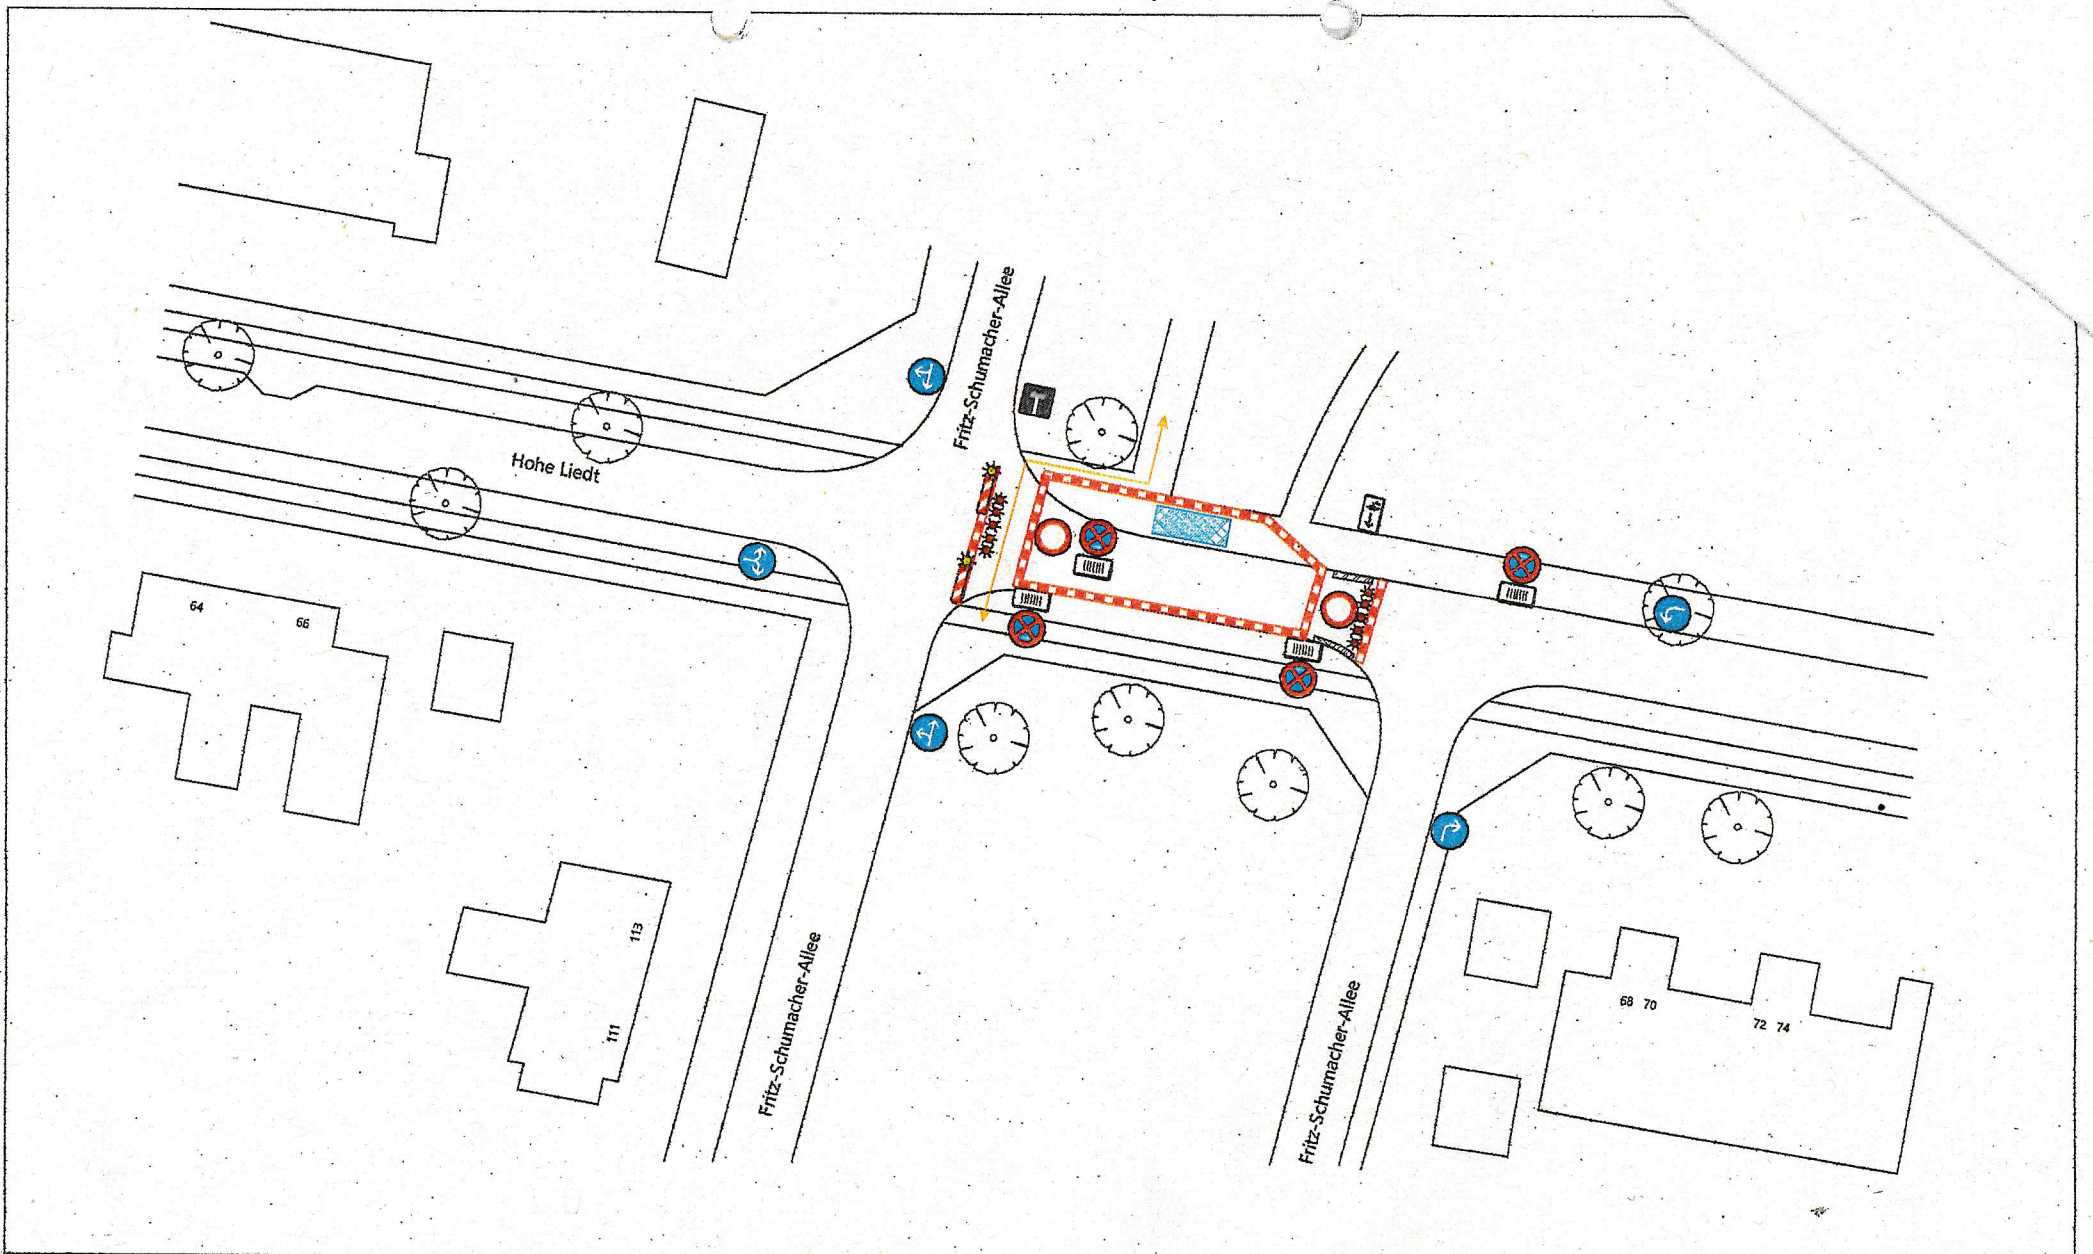 Fritz-Schumacher-Allee
Hohe Liedt
T
64
66
113
111
Fritz-Schumacher-Allee
Fritz-Schumacher-Allee
68 70
72 74